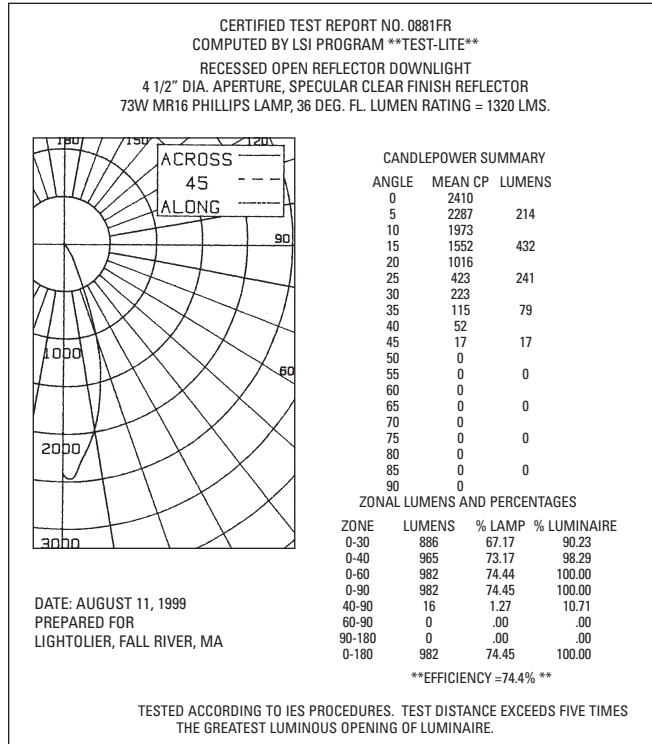 CERTIFIED TEST REPORT NO. 0881FR
COMPUTED BY LSI PROGRAM **TEST-LITE**
RECESSED OPEN REFLECTOR DOWNLIGHT
4 1/2" DIA. APERTURE, SPECULAR CLEAR FINISH REFLECTOR
73W MR16 PHILLIPS LAMP, 36 DEG. FL. LUMEN RATING = 1320 LMS.
180 150 120
ACROSS
45
ALONG
90
1000
60
2000
3000
CANDLEPOWER SUMMARY
ANGLE MEAN CP LUMENS
0 2410
5 2287 214
10 1973
15 1552 432
20 1016
25 423 241
30 223
35 115 79
40 52
45 17 17
50 0
55 0 0
60 0
65 0 0
70 0
75 0 0
80 0
85 0 0
90 0
ZONAL LUMENS AND PERCENTAGES
ZONE LUMENS % LAMP % LUMINAIRE
0-30 886 67.17 90.23
0-40 965 73.17 98.29
0-60 982 74.44 100.00
0-90 982 74.45 100.00
40-90 16 1.27 10.71
60-90 0 .00 .00
90-180 0 .00 .00
0-180 982 74.45 100.00
**EFFICIENCY =74.4% **
DATE: AUGUST 11, 1999
PREPARED FOR
LIGHTOLIER, FALL RIVER, MA
TESTED ACCORDING TO IES PROCEDURES. TEST DISTANCE EXCEEDS FIVE TIMES
THE GREATEST LUMINOUS OPENING OF LUMINAIRE.